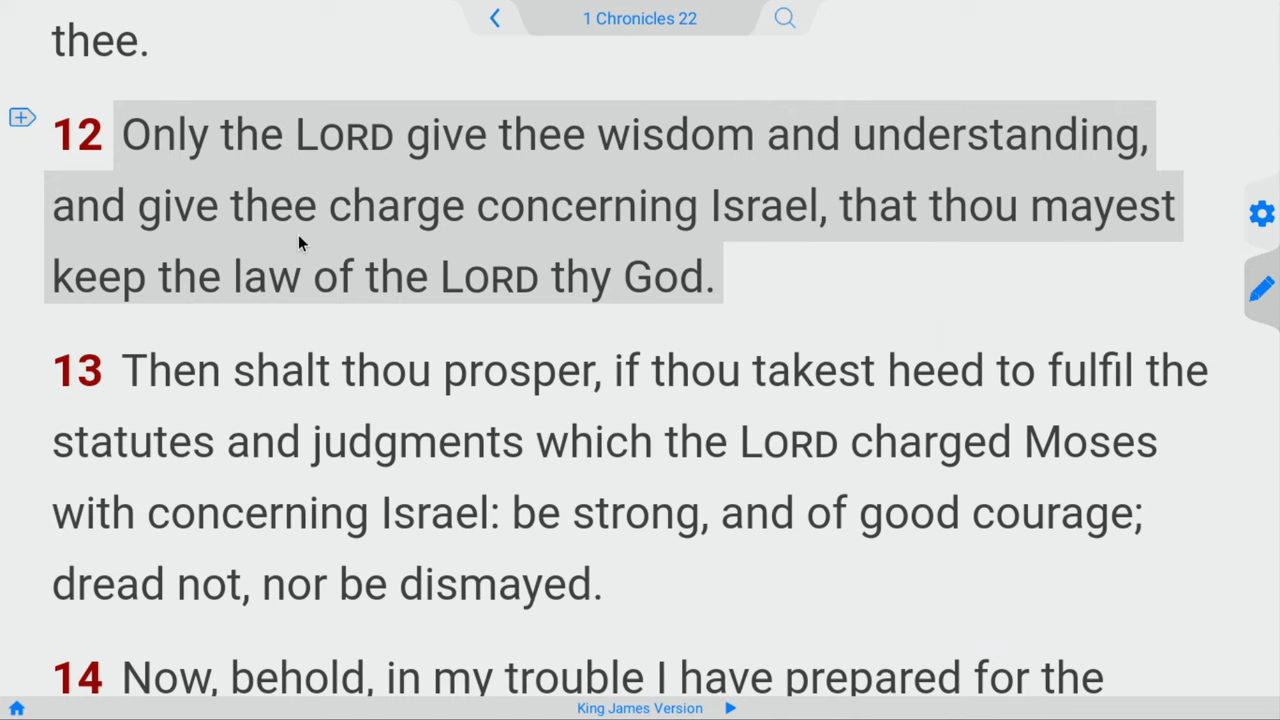 1 Chronicles 22
thee.
12 Only the LORD give thee wisdom and understanding,
and give thee charge concerning Israel, that thou mayest
keep the law of the LORD thy God.
13 Then shalt thou prosper, if thou takest heed to fulfil the
statutes and judgments which the LORD charged Moses
with concerning Israel: be strong, and of good courage;
dread not, nor be dismayed.
14 Now, behold, in my trouble I have prepared for the
King James Version